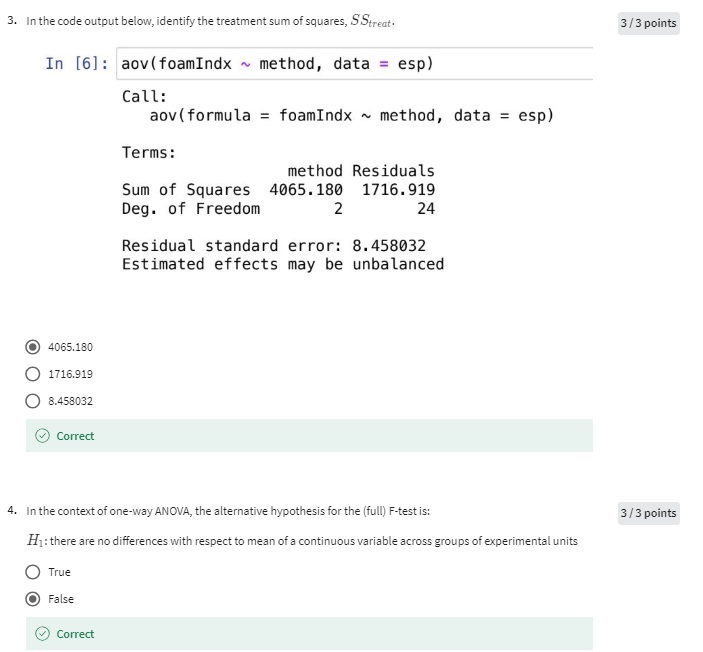 3. In the code output below, identify the treatment sum of squares, SStreat.
3 / 3 points
In [6]: aov(foamIndx ~ method, data = esp)
Call:
aov(formula = foamIndx ~ method, data = esp)
Terms:
method Residuals
Sum of Squares 4065.180 1716.919
Deg. of Freedom 2 24
Residual standard error: 8.458032
Estimated effects may be unbalanced
4065.180
1716.919
8.458032
Correct
4. In the context of one-way ANOVA, the alternative hypothesis for the (full) F-test is:
3 / 3 points
H1: there are no differences with respect to mean of a continuous variable across groups of experimental units
True
False
Correct